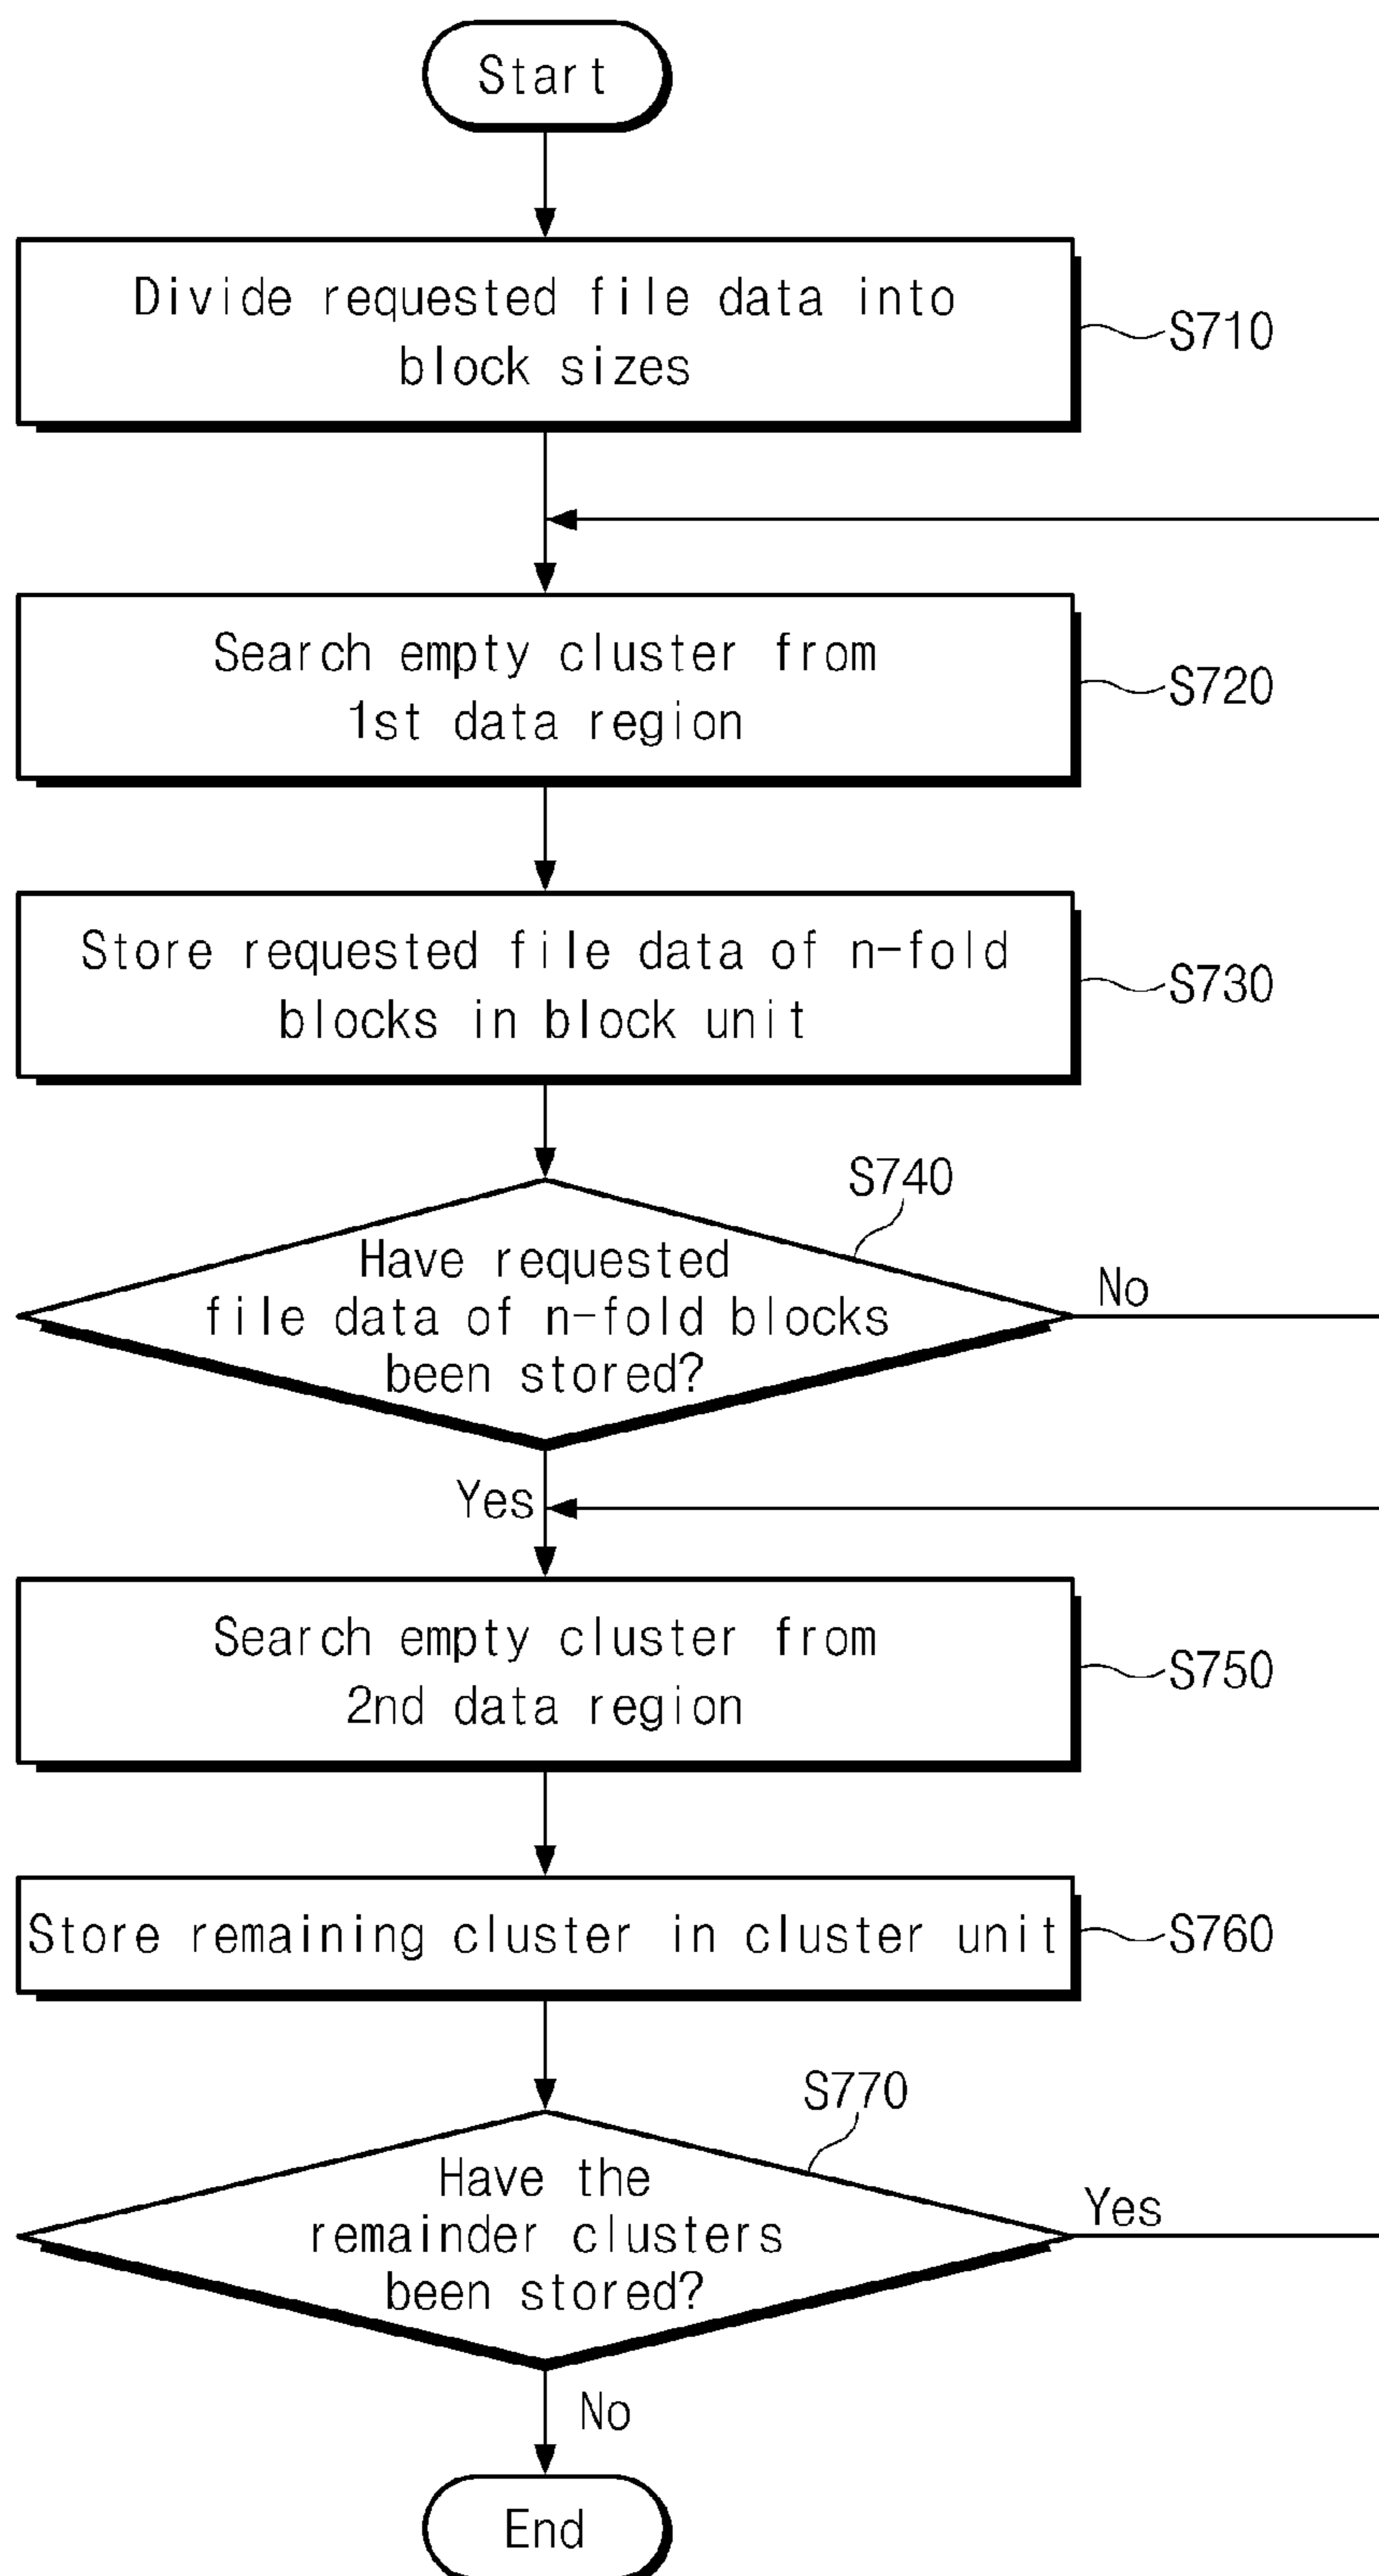 Start
Divide requested file data into
block sizes
S710
Search empty cluster from
1st data region
S720
Store requested file data of n-fold
blocks in block unit
S730
S740
Have requested
file data of n-fold blocks
been stored?
No
Yes
Search empty cluster from
2nd data region
S750
Store remaining cluster in cluster unit
S760
S770
Have the
remainder clusters
been stored?
Yes
No
End